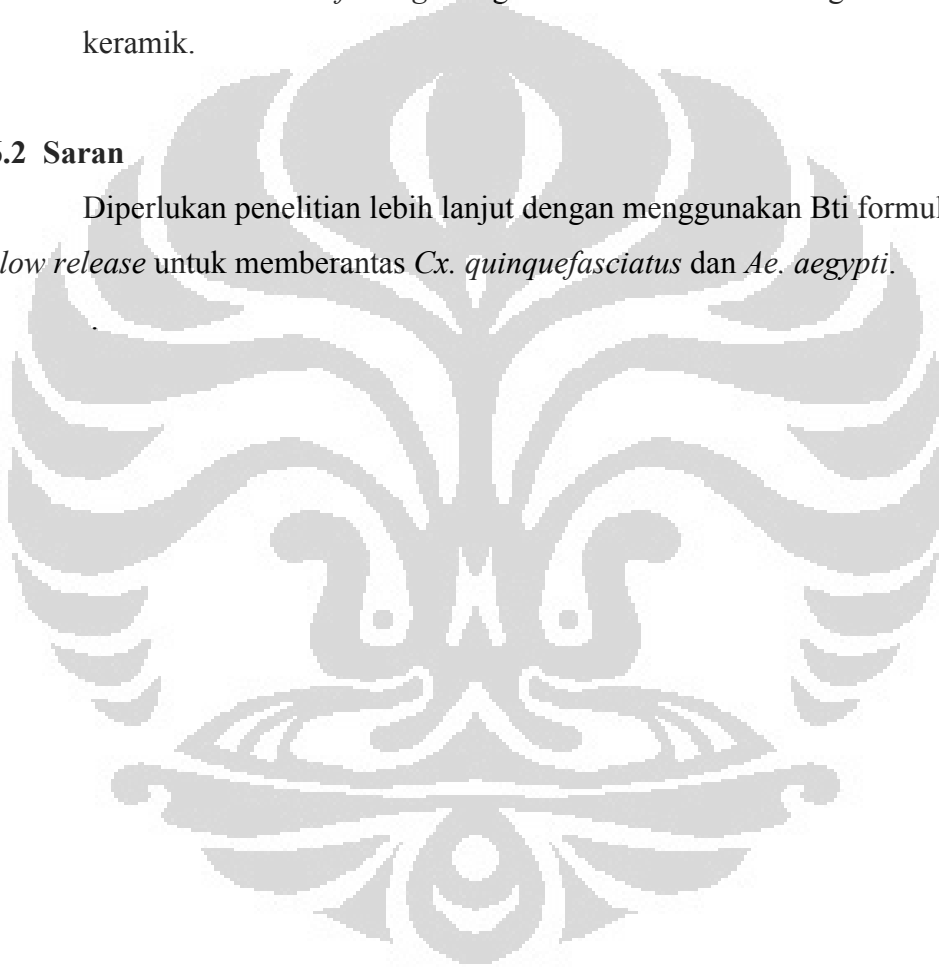 keramik.
.2 Saran
Diperlukan penelitian lebih lanjut dengan menggunakan Bti formul
low release untuk memberantas Cx. quinquefasciatus dan Ae. aegypti.
.